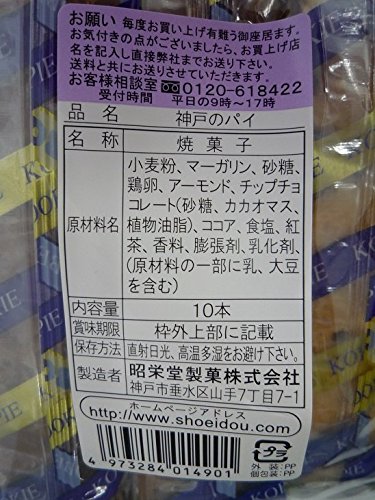 お願い 毎度お買い上げ有難う御座居ます。
お気付きの点がございましたら、お買上げ店
名を記入し直接弊社までお送り下さい。
送料と共にお送りさせていただきます。
お客様相談室 0120-618422
受付時間 平日の9時～17時
品名 神戸のパイ
名称 焼菓子
原材料名 小麦粉、マーガリン、砂糖、
鶏卵、アーモンド、チップチョ
コレート(砂糖、カカオマス、
植物油脂)、ココア、食塩、紅
茶、香料、膨張剤、乳化剤、
(原材料の一部に乳、大豆
を含む)
内容量 10本
賞味期限 枠外上部に記載
保存方法 直射日光、高温多湿をお避け下さい。
製造者 昭栄堂製菓株式会社
神戸市垂水区山手7丁目7-1
ホームページアドレス
http://www.shoeidou.com
4 973284 014901
プラ
外装:PP
個包装:PP
KOBE
PIE